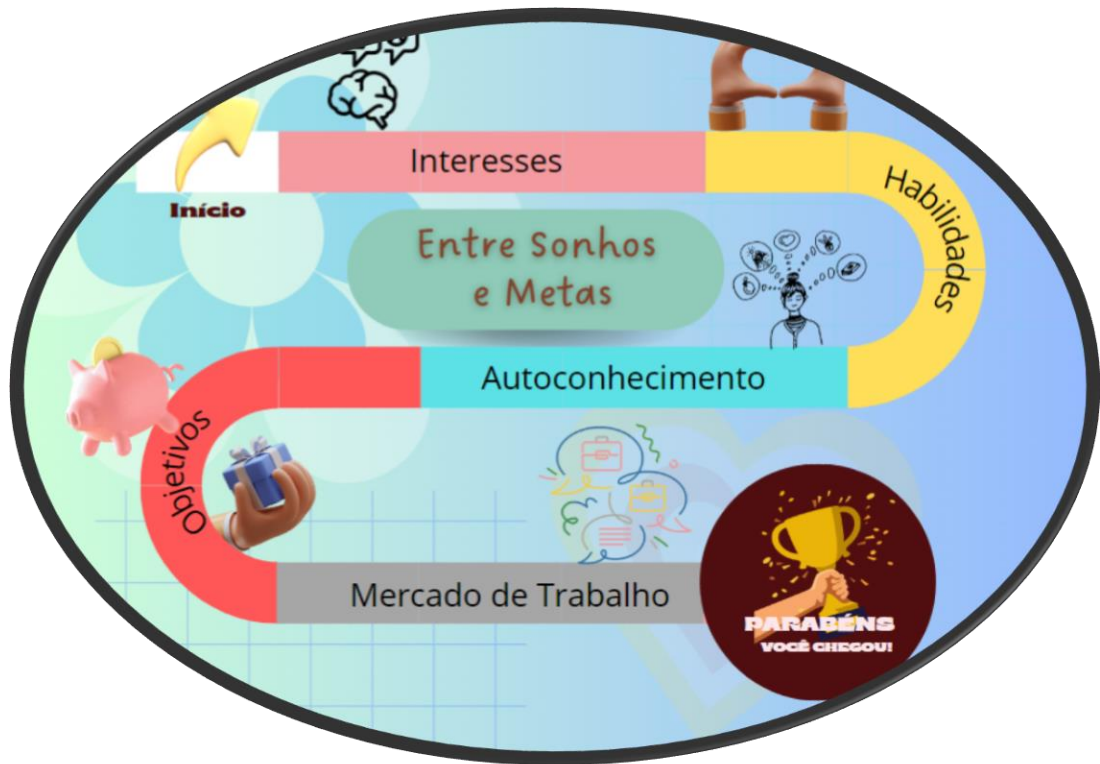 Interesses
Habilidades
Início
Entre Sonhos
e Metas
Autoconhecimento
Objetivos
Mercado de Trabalho
PARABÉNS
VOCÊ CHEGOU!